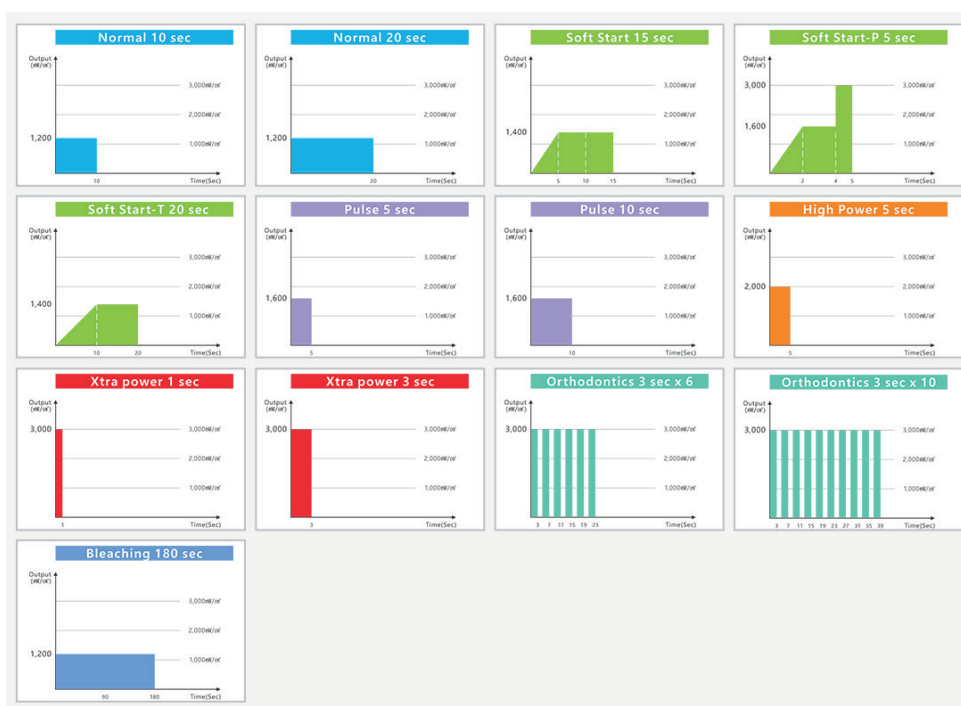 Normal 10 sec
Output
(㎽/㎠)
3,000㎽/㎠
2,000㎽/㎠
1,200
1,000㎽/㎠
10
Time(Sec)
Normal 20 sec
Output
(㎽/㎠)
3,000㎽/㎠
2,000㎽/㎠
1,200
1,000㎽/㎠
20
Time(Sec)
Soft Start 15 sec
Output
(㎽/㎠)
3,000㎽/㎠
2,000㎽/㎠
1,400
1,000㎽/㎠
5 10 15 Time(Sec)
Soft Start-P 5 sec
Output
(㎽/㎠)
3,000 3,000㎽/㎠
2,000㎽/㎠
1,600
1,000㎽/㎠
2 4 5 Time(Sec)
Soft Start-T 20 sec
Output
(㎽/㎠)
3,000㎽/㎠
2,000㎽/㎠
1,400
1,000㎽/㎠
10 20 Time(Sec)
Pulse 5 sec
Output
(㎽/㎠)
3,000㎽/㎠
2,000㎽/㎠
1,600
1,000㎽/㎠
5 Time(Sec)
Pulse 10 sec
Output
(㎽/㎠)
3,000㎽/㎠
2,000㎽/㎠
1,600
1,000㎽/㎠
10 Time(Sec)
High Power 5 sec
Output
(㎽/㎠)
3,000㎽/㎠
2,000 2,000㎽/㎠
1,000㎽/㎠
5 Time(Sec)
Xtra power 1 sec
Output
(㎽/㎠)
3,000 3,000㎽/㎠
2,000㎽/㎠
1,000㎽/㎠
1 Time(Sec)
Xtra power 3 sec
Output
(㎽/㎠)
3,000 3,000㎽/㎠
2,000㎽/㎠
1,000㎽/㎠
3 Time(Sec)
Orthodontics 3 sec x 6
Output
(㎽/㎠)
3,000 3,000㎽/㎠
2,000㎽/㎠
1,000㎽/㎠
3 7 11 15 19 23 Time(Sec)
Orthodontics 3 sec x 10
Output
(㎽/㎠)
3,000 3,000㎽/㎠
2,000㎽/㎠
1,000㎽/㎠
3 7 11 15 19 23 27 31 35 39 Time(Sec)
Bleaching 180 sec
Output
(㎽/㎠)
3,000㎽/㎠
2,000㎽/㎠
1,200
1,000㎽/㎠
90 180 Time(Sec)